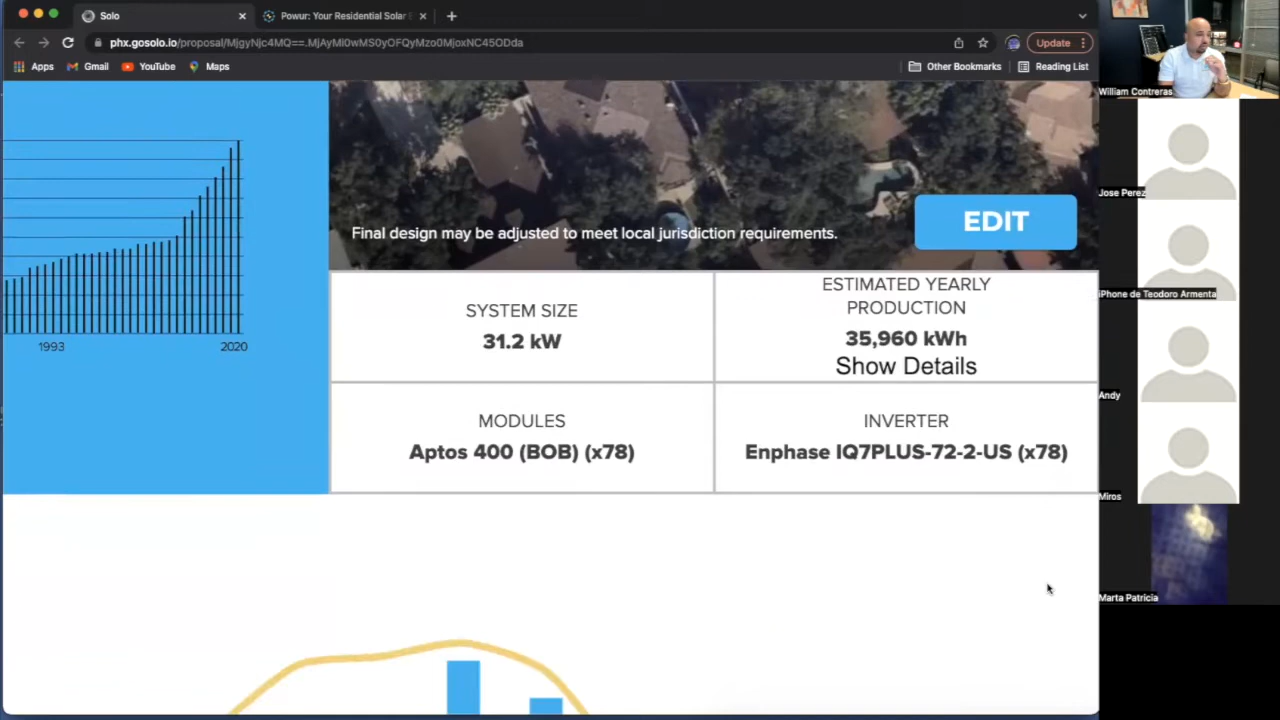 Solo
Powur: Your Residential Solar
phx.gosolo.io/proposal/MjgyNjc4MQ==.MjAyMi0wMS0yOFQyMzo0MjoxNC45ODda
Update
Apps
Gmail
YouTube
Maps
Other Bookmarks
Reading List
1993
2020
Final design may be adjusted to meet local jurisdiction requirements.
EDIT
SYSTEM SIZE
31.2 kW
ESTIMATED YEARLY
PRODUCTION
35,960 kWh
Show Details
MODULES
Aptos 400 (BOB) (x78)
INVERTER
Enphase IQ7PLUS-72-2-US (x78)
William Contreras
Jose Perez
iPhone de Teodoro Armenta
Andy
Miros
Marta Patricia